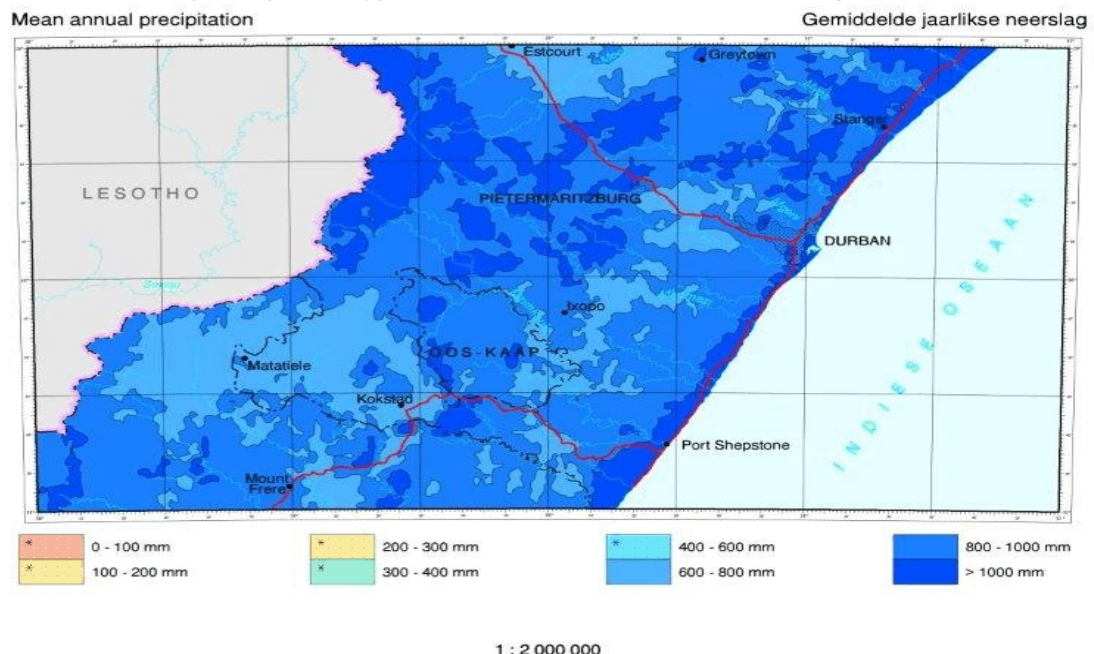 Mean annual precipitation
Gemiddelde jaarlikse neerslag
Estcourt
Greytown
Stanger
LESOTHO
PIETERMARITZBURG
DURBAN
Senqu
Ixopo
OOS-KAAP
Matatiele
Kokstad
Port Shepstone
Mount
Frere
INDIESE OSEAAN
* 0 - 100 mm
* 100 - 200 mm
* 200 - 300 mm
* 300 - 400 mm
* 400 - 600 mm
600 - 800 mm
800 - 1000 mm
> 1000 mm
1 : 2 000 000